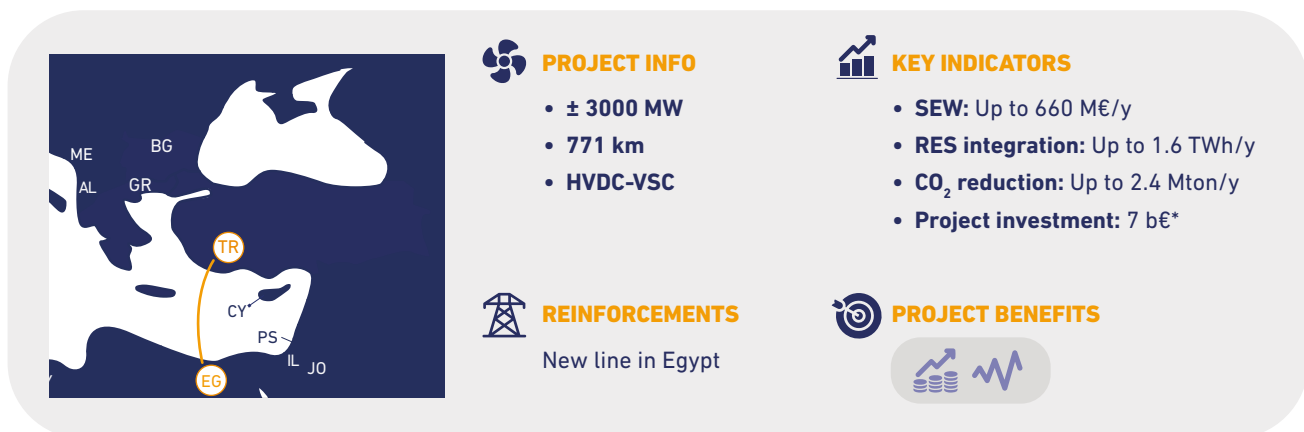 ME
BG
AL
GR
TR
CY
PS
IL
JO
EG
PROJECT INFO
• ± 3000 MW
• 771 km
• HVDC-VSC
KEY INDICATORS
• SEW: Up to 660 M€/y
• RES integration: Up to 1.6 TWh/y
• CO₂ reduction: Up to 2.4 Mton/y
• Project investment: 7 b€*
REINFORCEMENTS
New line in Egypt
PROJECT BENEFITS